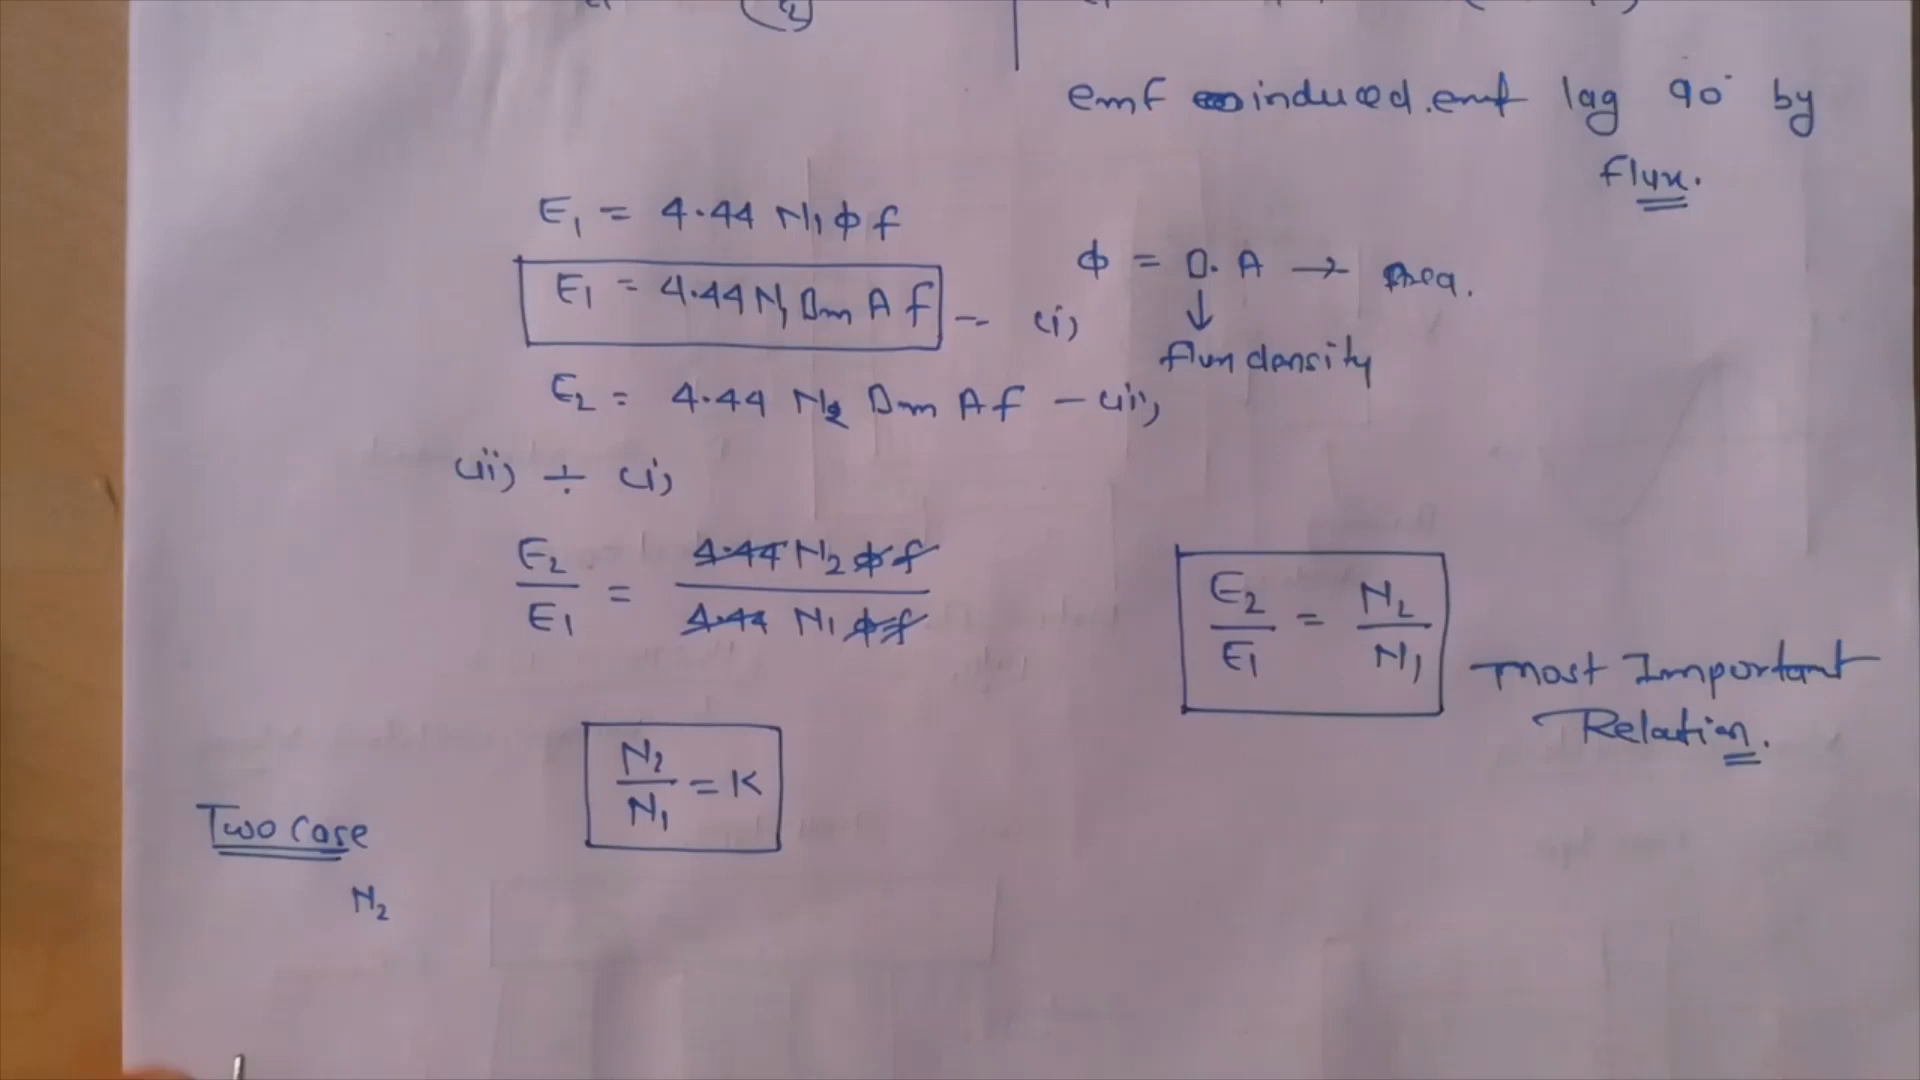 emf induced emf lag 90° by
flux.
E₁ = 4.44 N₁ ϕ f
E₁ = 4.44 N₁ Bm A f — (i)
ϕ = B. A → Area.
↓
flux density
E₂ = 4.44 N₂ Bm A f — (ii)
(ii) ÷ (i)
E₂/E₁ = 4.44 N₂ ϕ f / 4.44 N₁ ϕ f
E₂/E₁ = N₂/N₁
most Important
Relation.
N₂/N₁ = K
Two Case
N₂